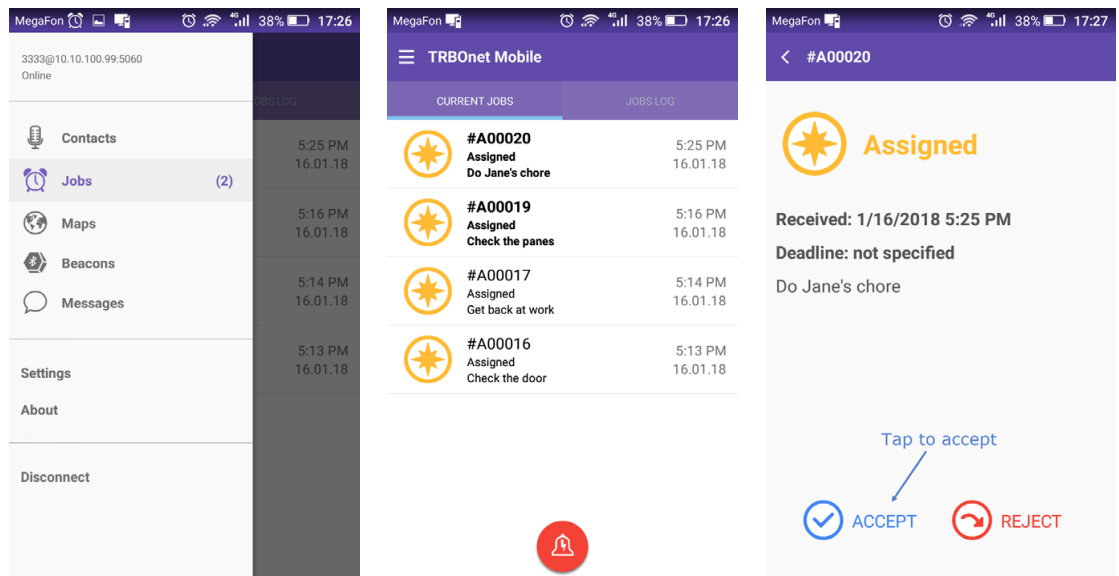 MegaFon 4G 38% 17:26
3333@10.10.100.99:5060
Online
OBS LOG
Contacts
5:25 PM
16.01.18
Jobs (2)
Maps
5:16 PM
16.01.18
Beacons
Messages
5:14 PM
16.01.18
5:13 PM
16.01.18
Settings
About
Disconnect
MegaFon 4G 38% 17:26
TRBOnet Mobile
CURRENT JOBS JOBS LOG
#A00020 5:25 PM
Assigned 16.01.18
Do Jane's chore
#A00019 5:16 PM
Assigned 16.01.18
Check the panes
#A00017 5:14 PM
Assigned 16.01.18
Get back at work
#A00016 5:13 PM
Assigned 16.01.18
Check the door
MegaFon 4G 38% 17:27
#A00020
Assigned
Received: 1/16/2018 5:25 PM
Deadline: not specified
Do Jane's chore
Tap to accept
ACCEPT REJECT